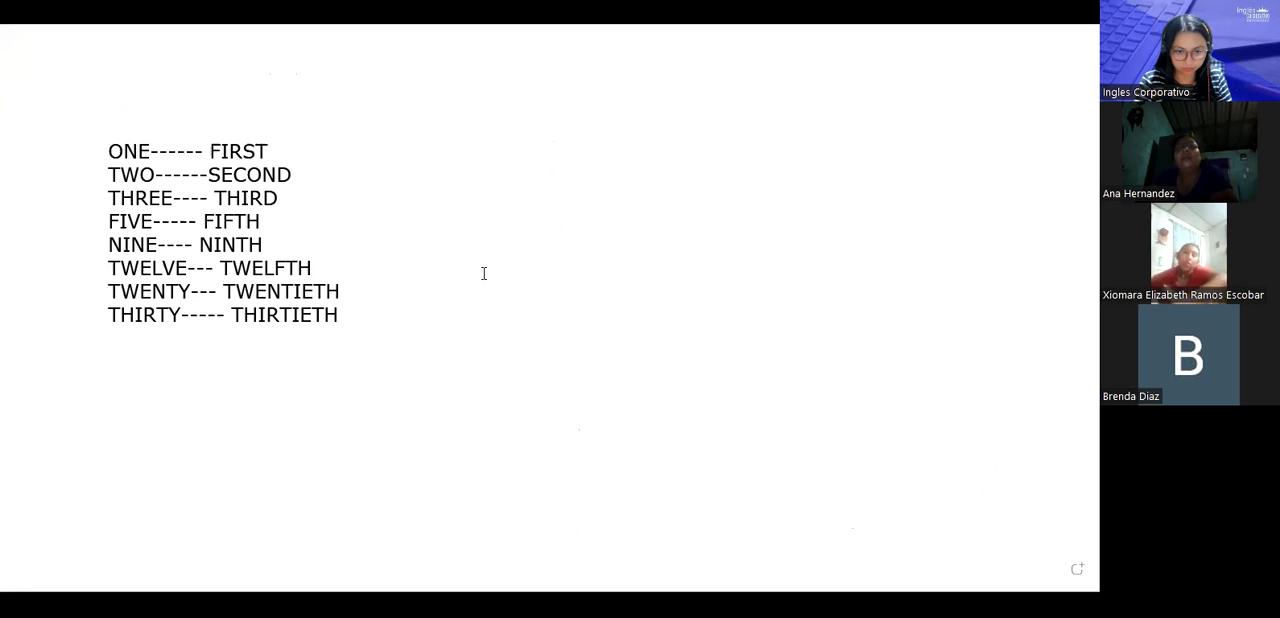 ONE------ FIRST
TWO------SECOND
THREE---- THIRD
FIVE----- FIFTH
NINE---- NINTH
TWELVE--- TWELFTH
TWENTY--- TWENTIETH
THIRTY----- THIRTIETH
Ingles Corporativo
Ana Hernandez
Xiomara Elizabeth Ramos Escobar
B
Brenda Diaz